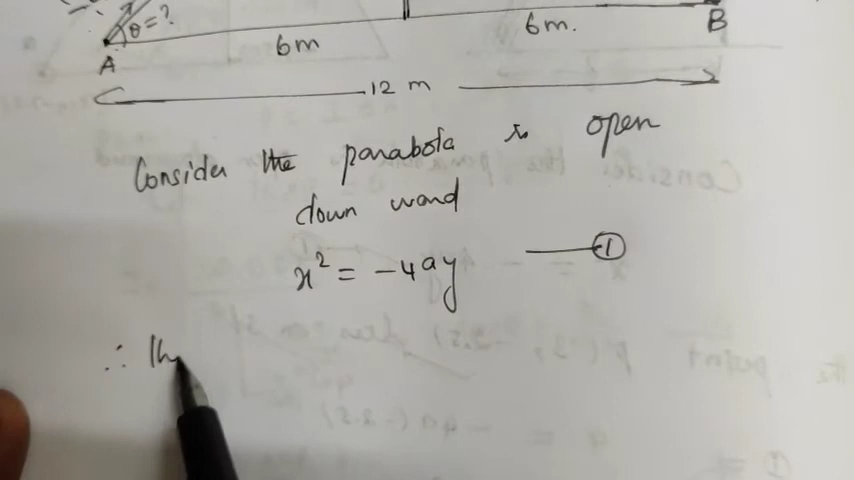 θ=?
A 6m 6m. B
12 m
Consider the parabola is open
down ward
x² = -4ay ①
∴ Th